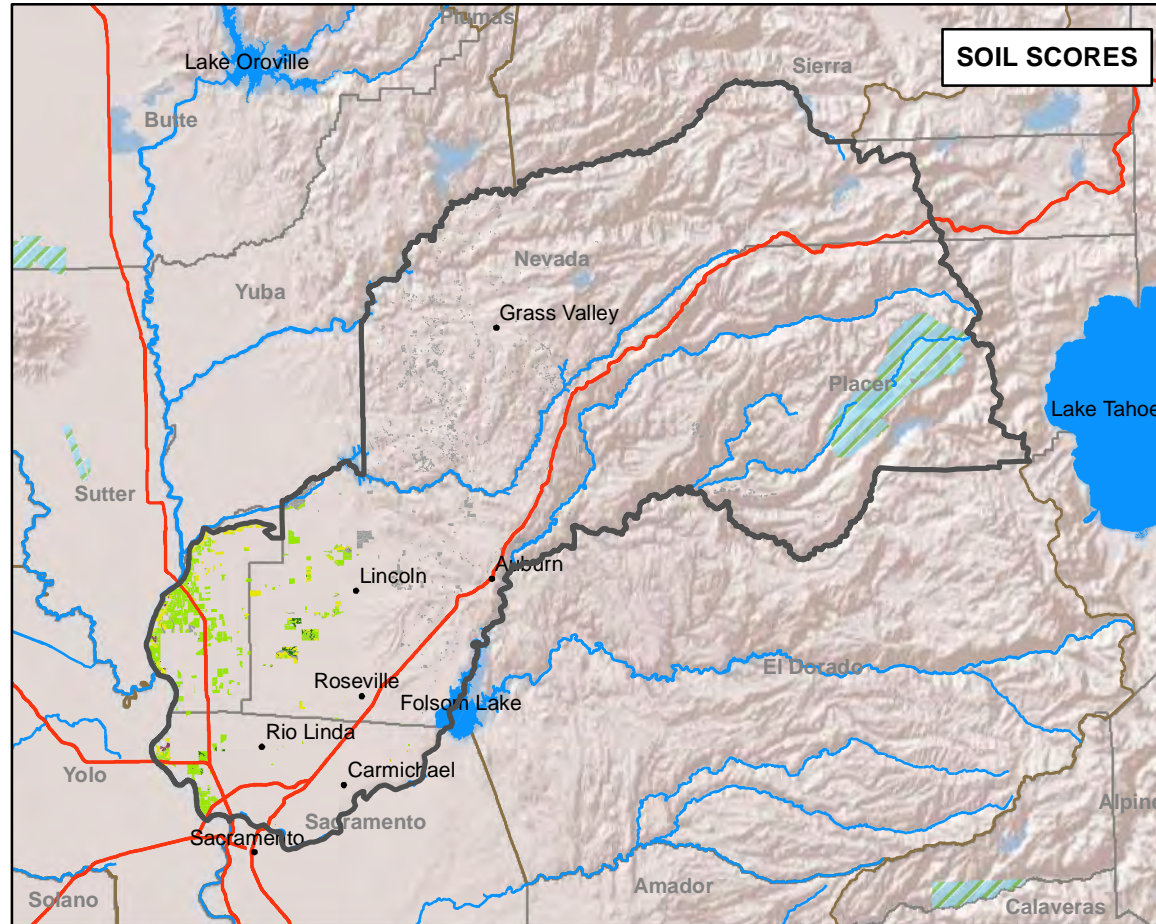 Plumas
SOIL SCORES
Lake Oroville
Sierra
Butte
Nevada
Yuba
Grass Valley
Placer
Lake Tahoe
Sutter
Auburn
Lincoln
El Dorado
Roseville
Folsom Lake
Rio Linda
Yolo
Carmichael
Alpine
Sacramento
Sacramento
Amador
Solano
Calaveras